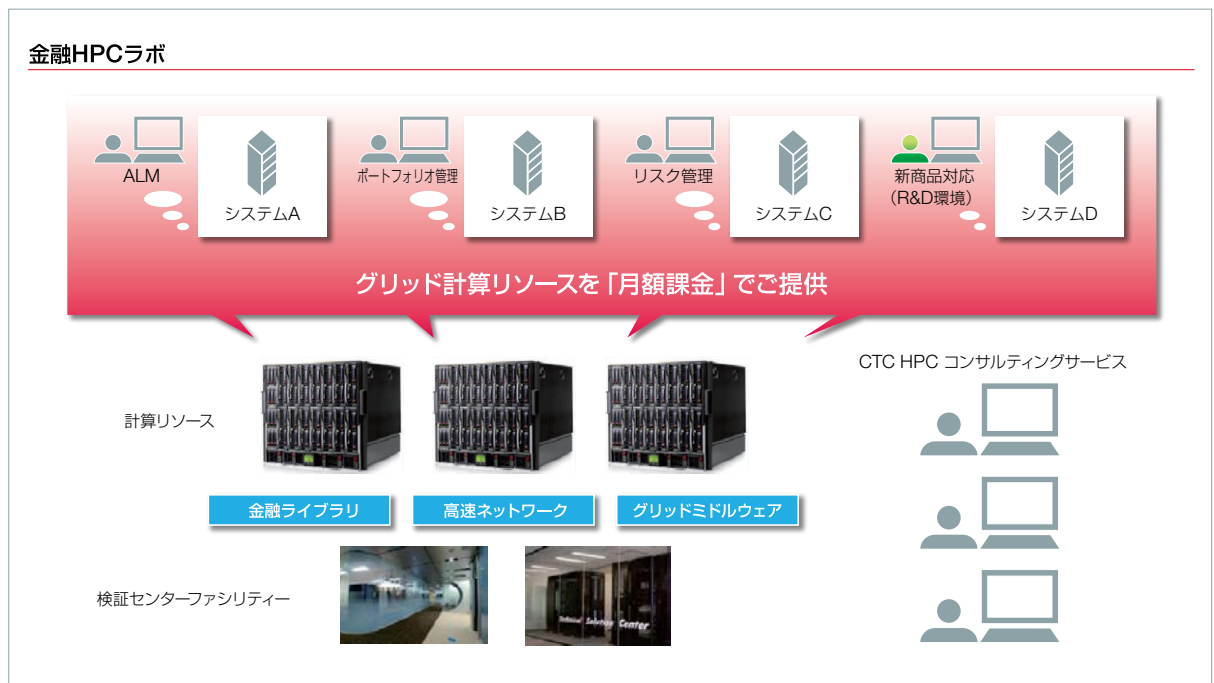 金融HPCラボ
ALM
システムA
ポートフォリオ管理
システムB
リスク管理
システムC
新商品対応
（R&D環境）
システムD
グリッド計算リソースを「月額課金」でご提供
CTC HPC コンサルティングサービス
計算リソース
金融ライブラリ
高速ネットワーク
グリッドミドルウェア
検証センターファシリティー
Technical Solution Center